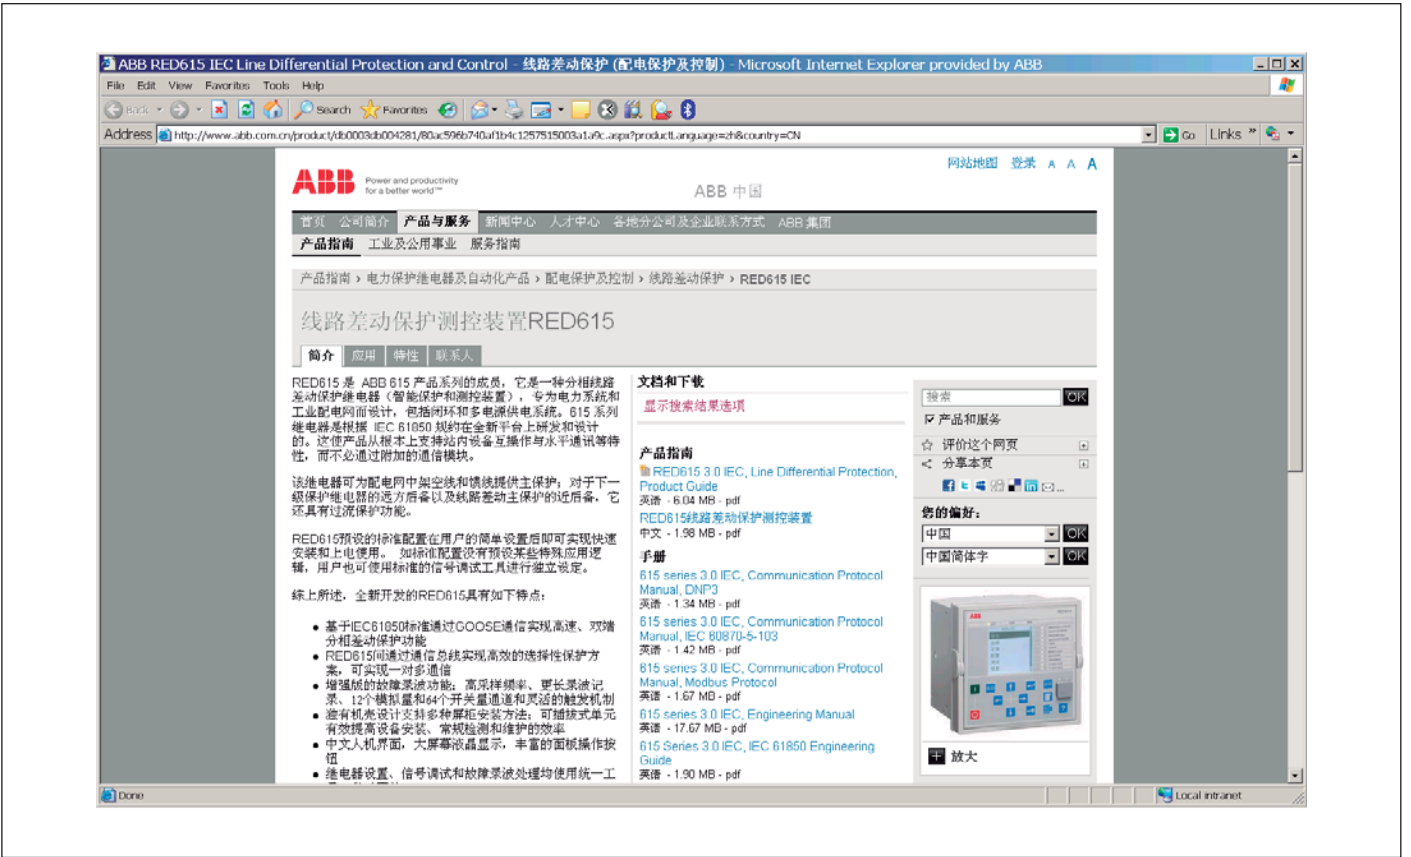 ABB RED615 IEC Line Differential Protection and Control - 线路差动保护 (配电保护及控制) - Microsoft Internet Explorer provided by ABB
File Edit View Favorites Tools Help
Back Search Favorites
Address http://www.abb.com.cn/product/db0003db004281/80ac596b740af1b4c1257515003a1a9c.aspx?productLanguage=zh&country=CN Go Links »
网站地图 登录 A A A
ABB Power and productivity
for a better world™
ABB 中国
首页 公司简介 产品与服务 新闻中心 人才中心 各地分公司及企业联系方式 ABB 集团
产品指南 工业及公用事业 服务指南
产品指南 › 电力保护继电器及自动化产品 › 配电保护及控制 › 线路差动保护 › RED615 IEC
线路差动保护测控装置RED615
简介 应用 特性 联系人
RED615 是 ABB 615 产品系列的成员，它是一种分相线路
差动保护继电器（智能保护和测控装置），专为电力系统和
工业配电网而设计，包括闭环和多电源供电系统。615 系列
继电器是根据 IEC 61850 规约在全新平台上研发和设计
的。这使产品从根本上支持站内设备互操作与水平通讯等特
性，而不必通过附加的通信模块。
该继电器可为配电网中架空线和馈线提供主保护；对于下一
级保护继电器的远方后备以及线路差动主保护的近后备，它
还具有过流保护功能。
RED615预设的标准配置在用户的简单设置后即可实现快速
安装和上电使用。 如标准配置没有预设某些特殊应用逻
辑，用户也可使用标准的信号调试工具进行独立设定。
综上所述，全新开发的RED615具有如下特点：
● 基于IEC61850标准通过GOOSE通信实现高速、双端
分相差动保护功能
● RED615间通过通信总线实现高效的选择性保护方
案，可实现一对多通信
● 增强版的故障录波功能；高采样频率、更长录波记
录、12个模拟量和64个开关量通道和灵活的触发机制
● 独有机壳设计支持多种屏柜安装方法；可插拔式单元
有效提高设备安装、常规检测和维护的效率
● 中文人机界面，大屏幕液晶显示，丰富的面板操作按
钮
● 继电器设置、信号调试和故障录波处理均使用统一工
文档和下载
显示搜索结果选项
产品指南
RED615 3.0 IEC, Line Differential Protection,
Product Guide
英语 - 6.04 MB - pdf
RED615线路差动保护测控装置
中文 - 1.98 MB - pdf
手册
615 series 3.0 IEC, Communication Protocol
Manual, DNP3
英语 - 1.34 MB - pdf
615 series 3.0 IEC, Communication Protocol
Manual, IEC 60870-5-103
英语 - 1.42 MB - pdf
615 series 3.0 IEC, Communication Protocol
Manual, Modbus Protocol
英语 - 1.67 MB - pdf
615 series 3.0 IEC, Engineering Manual
英语 - 17.67 MB - pdf
615 Series 3.0 IEC, IEC 61850 Engineering
Guide
英语 - 1.90 MB - pdf
搜索 OK
产品和服务
评价这个网页
分享本页
您的偏好：
中国 OK
中国简体字 OK
ABB
放大
Done Local intranet